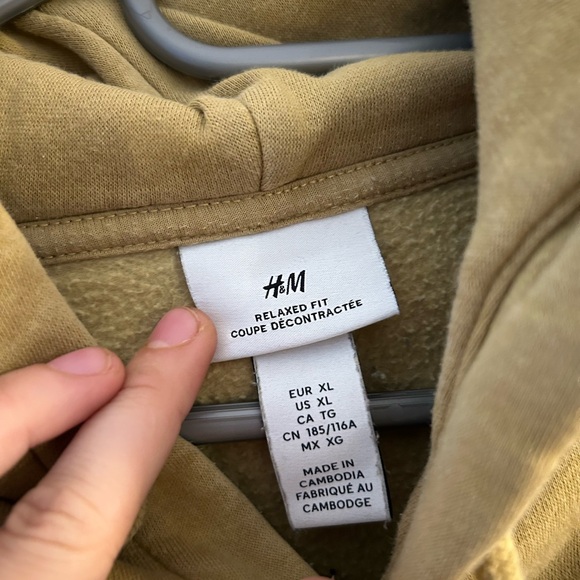 H&M
RELAXED FIT
COUPE DÉCONTRACTÉE
EUR XL
US XL
CA TG
CN 185/116A
MX XG
MADE IN
CAMBODIA
FABRIQUÉ AU
CAMBODGE